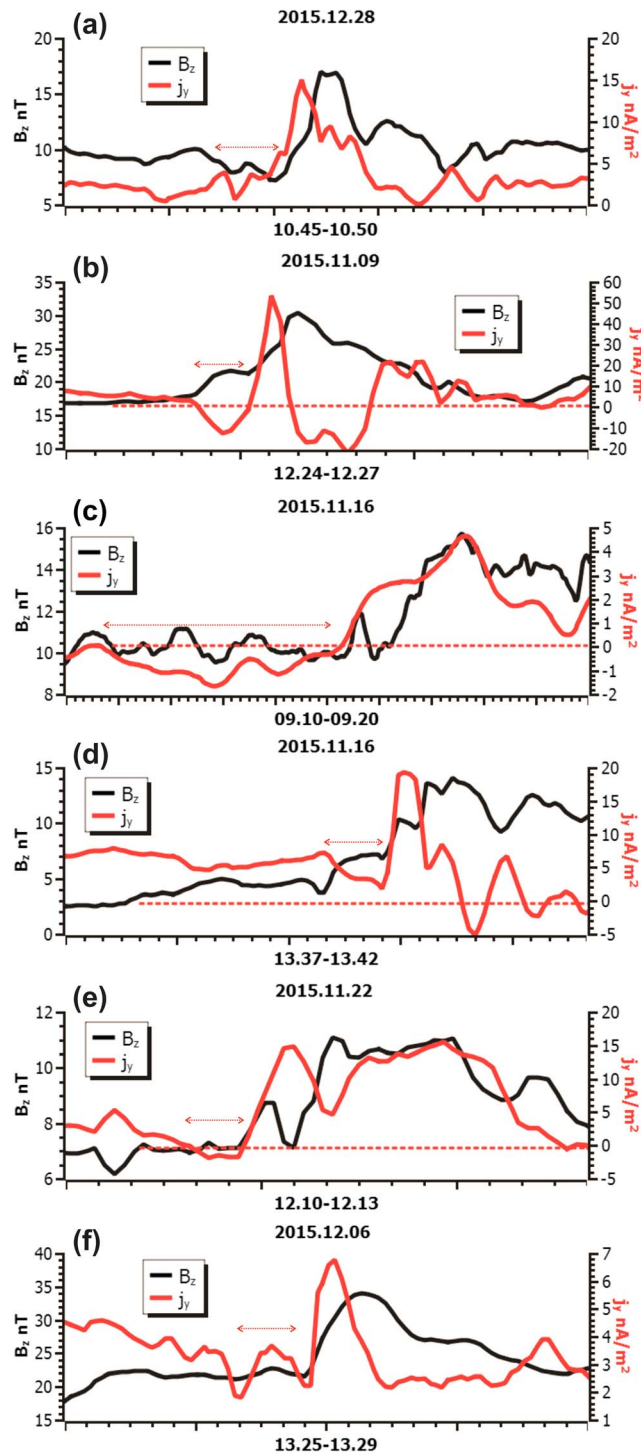 (a)
2015.12.28
20
15
10
5
Bz nT
Bz
jy
20
15
10
5
0
jy nA/m2
10.45-10.50
(b)
2015.11.09
35
30
25
20
15
10
Bz nT
Bz
jy
60
50
40
30
20
10
0
-10
-20
jy nA/m2
12.24-12.27
(c)
2015.11.16
16
14
12
10
8
Bz nT
Bz
jy
5
4
3
2
1
0
-1
-2
jy nA/m2
09.10-09.20
(d)
2015.11.16
15
10
5
0
Bz nT
Bz
jy
20
15
10
5
0
-5
jy nA/m2
13.37-13.42
(e)
2015.11.22
12
10
8
6
Bz nT
Bz
jy
20
15
10
5
0
-5
jy nA/m2
12.10-12.13
(f)
2015.12.06
40
35
30
25
20
15
Bz nT
Bz
jy
7
6
5
4
3
2
1
jy nA/m2
13.25-13.29